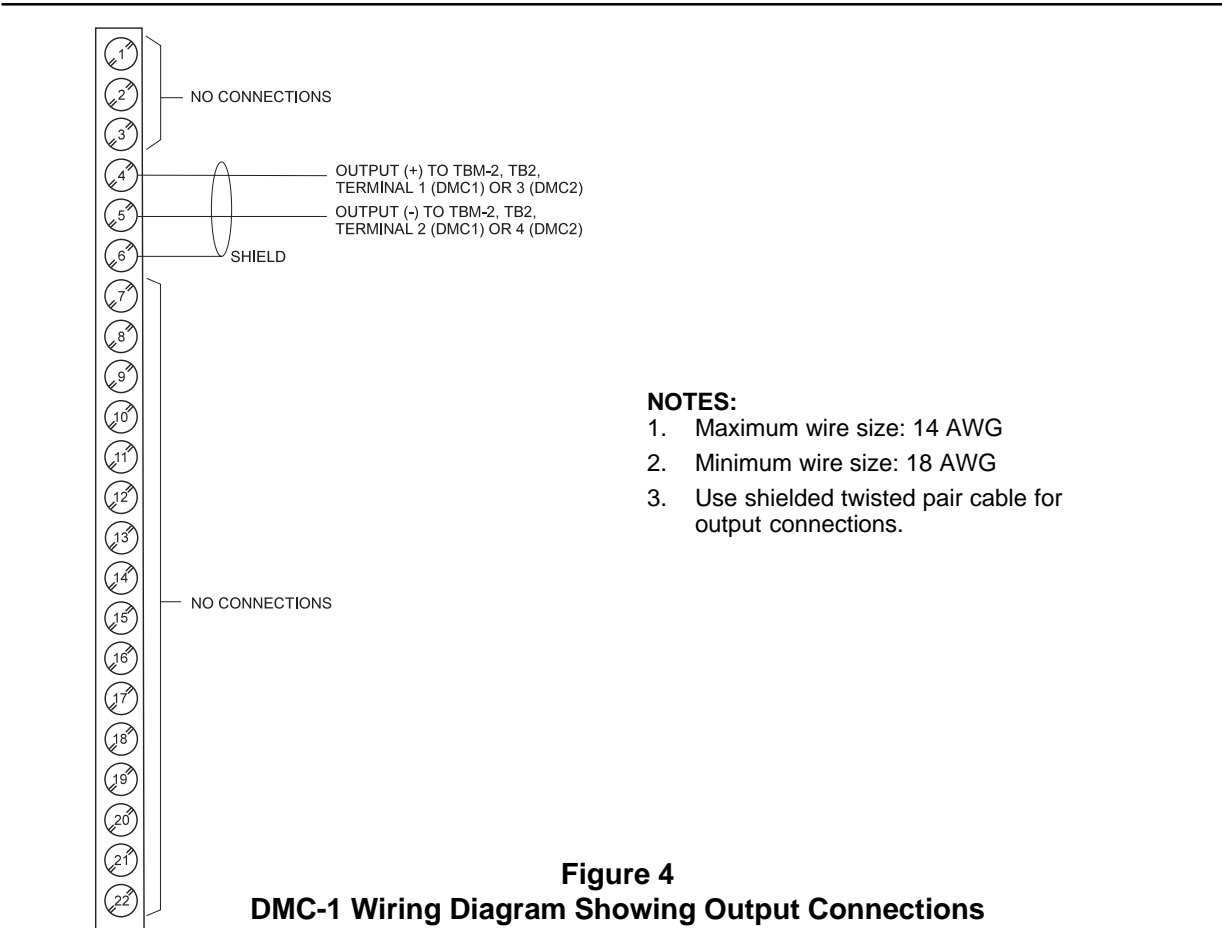 1
2
3
NO CONNECTIONS
4
OUTPUT (+) TO TBM-2, TB2,
TERMINAL 1 (DMC1) OR 3 (DMC2)
5
OUTPUT (-) TO TBM-2, TB2,
TERMINAL 2 (DMC1) OR 4 (DMC2)
6
SHIELD
7
8
9
10
11
12
13
14
15
16
17
18
19
20
21
22
NO CONNECTIONS
NOTES:
1. Maximum wire size: 14 AWG
2. Minimum wire size: 18 AWG
3. Use shielded twisted pair cable for
output connections.
Figure 4
DMC-1 Wiring Diagram Showing Output Connections